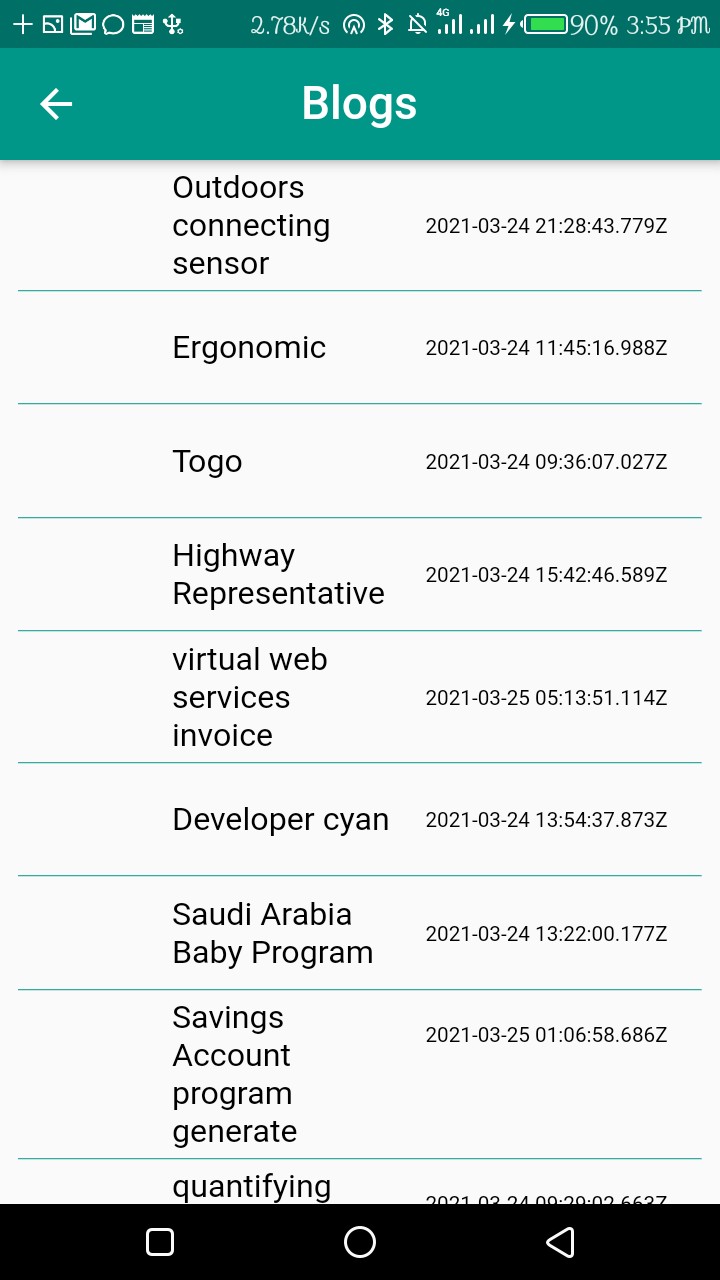 2.78K/s 4G 90% 3:55 PM
Blogs
Outdoors
connecting
sensor
2021-03-24 21:28:43.779Z
Ergonomic
2021-03-24 11:45:16.988Z
Togo
2021-03-24 09:36:07.027Z
Highway
Representative
2021-03-24 15:42:46.589Z
virtual web
services
invoice
2021-03-25 05:13:51.114Z
Developer cyan
2021-03-24 13:54:37.873Z
Saudi Arabia
Baby Program
2021-03-24 13:22:00.177Z
Savings
Account
program
generate
2021-03-25 01:06:58.686Z
quantifying
2021-03-24 09:29:02.663Z